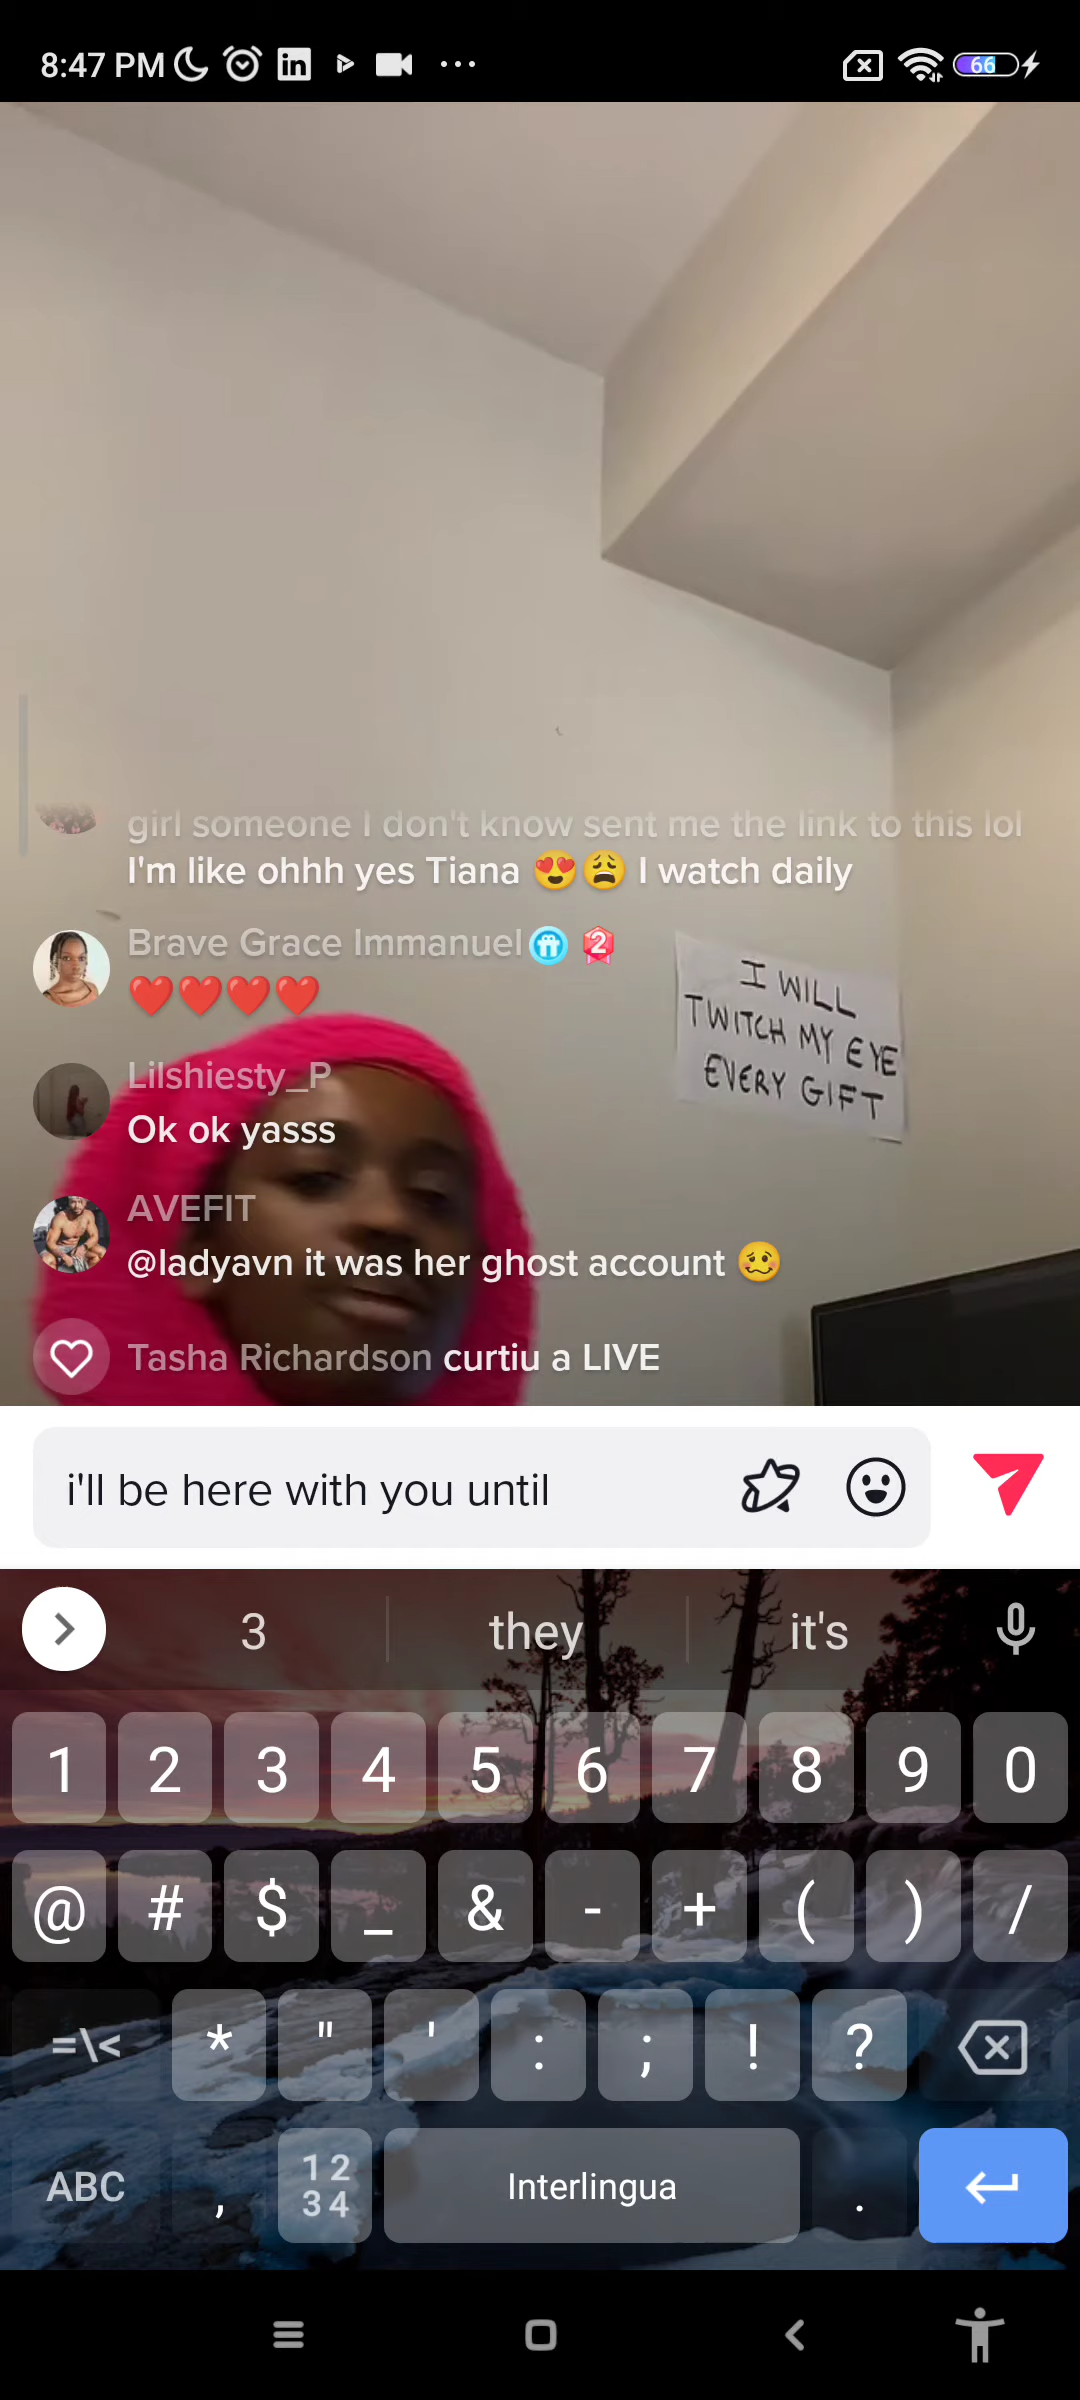 8:47 PM
66
girl someone I don't know sent me the link to this lol
I'm like ohhh yes Tiana 😍😩 I watch daily
Brave Grace Immanuel 2
❤️❤️❤️❤️
Lilshiesty_P
Ok ok yasss
AVEFIT
@ladyavn it was her ghost account 🥴
Tasha Richardson curtiu a LIVE
I WILL
TWITCH MY EYE
EVERY GIFT
i'll be here with you until
3 they it's
1 2 3 4 5 6 7 8 9 0
@ # $ _ & - + ( ) /
=\< * " ' : ; ! ?
ABC , 12 34 Interlingua .